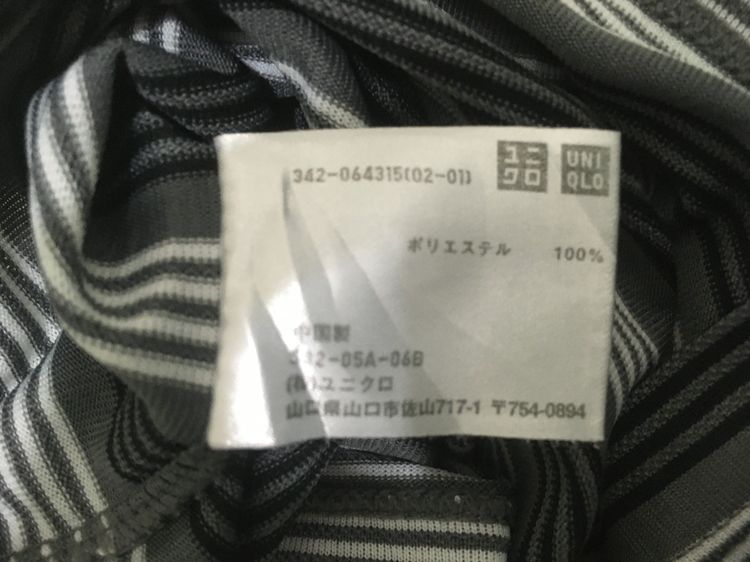 342-064315(02-01)
ユニ
クロ
UNI
QLO
ポリエステル 100%
中国製
342-05A-06B
(株)ユニクロ
山口県山口市佐山717-1 〒754-0894